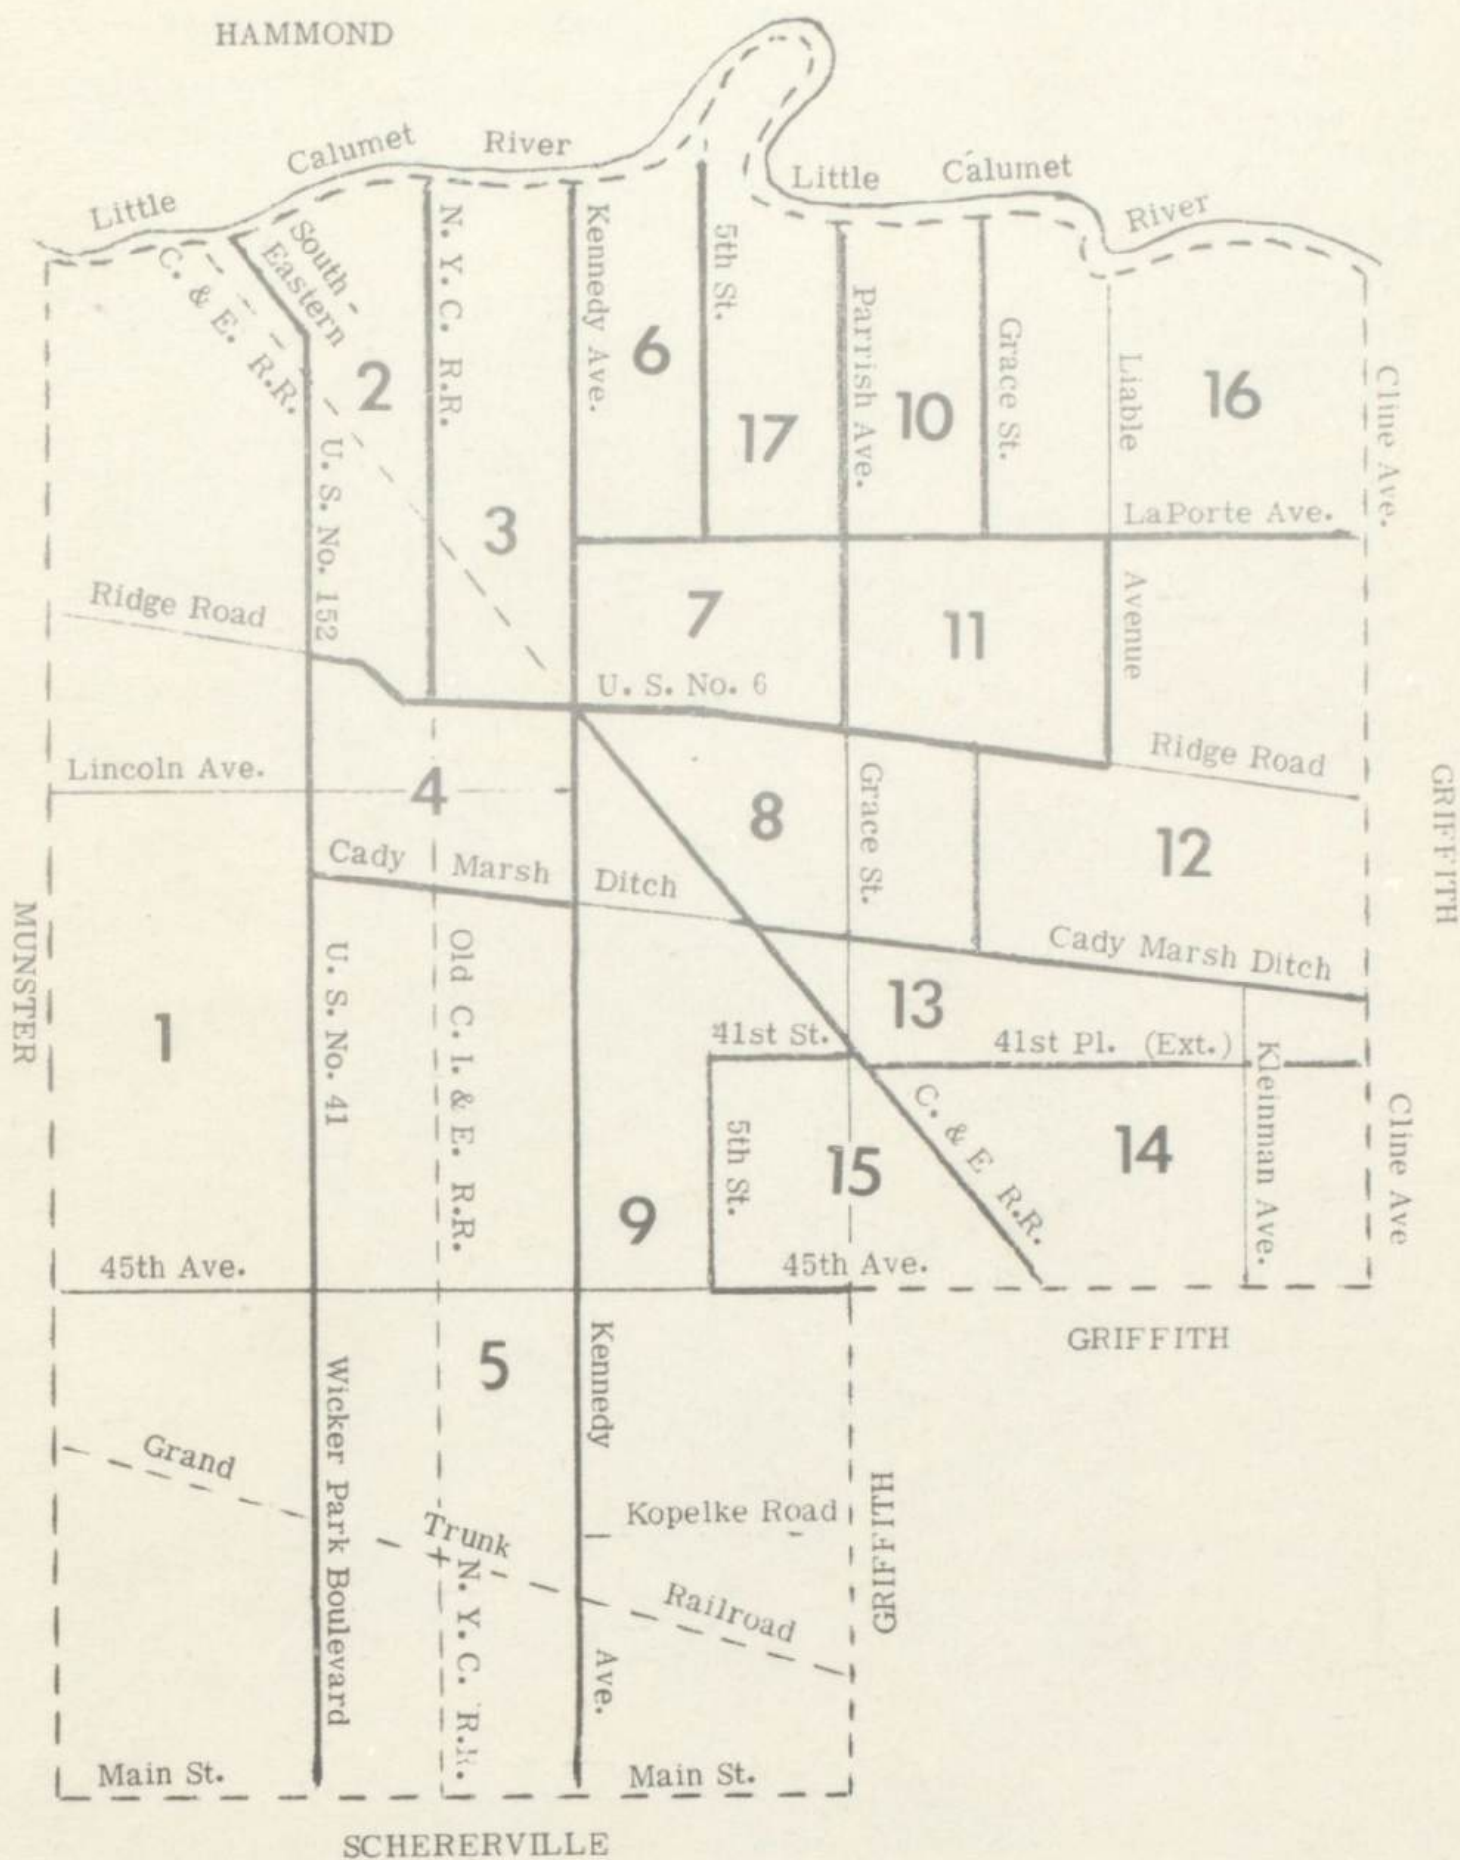 HAMMOND
Little Calumet River
Little Calumet River
South-
Eastern
C. & E. R.R.
N. Y. C. R.R.
Kennedy Ave.
5th St.
Parrish Ave.
Grace St.
Liable
Cline Ave.
2
6
10
16
17
3
U. S. No. 152
LaPorte Ave.
Ridge Road
7
11
Avenue
U. S. No. 6
Lincoln Ave.
4
8
Grace St.
Ridge Road
12
GRIFFITH
Cady Marsh Ditch
Cady Marsh Ditch
MUNSTER
1
U. S. No. 41
Old C. I. & E. R.R.
13
41st St.
41st Pl. (Ext.)
Kleinman Ave.
Cline Ave
9
5th St.
15
C. & E R.R.
14
45th Ave.
45th Ave.
GRIFFITH
5
Wicker Park Boulevard
Kennedy
Ave.
Grand
Trunk
Railroad
Kopelke Road
GRIFFITH
N. Y. C. R.R.
Main St.
Main St.
SCHERERVILLE